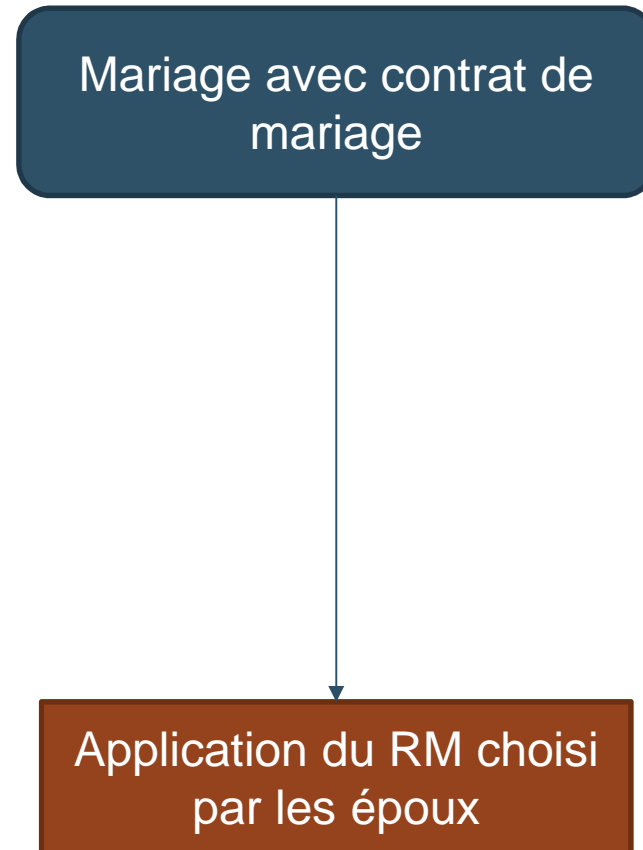 Mariage avec contrat de
mariage
Application du RM choisi
par les époux